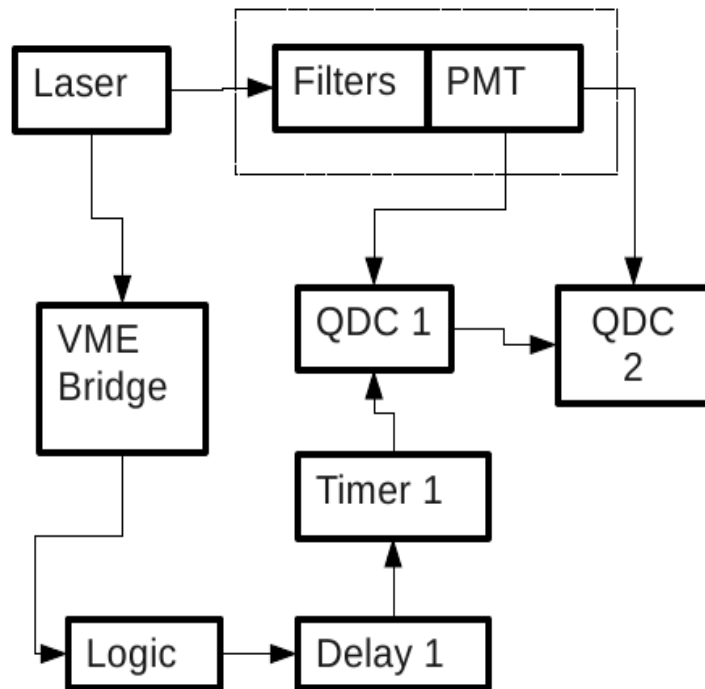 Laser
Filters
PMT
VME
Bridge
QDC 1
QDC
2
Timer 1
Logic
Delay 1